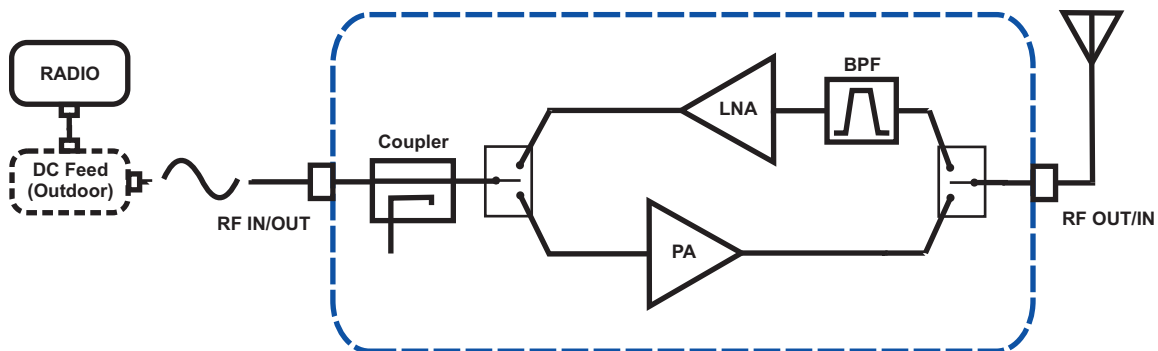 RADIO
DC Feed
(Outdoor)
RF IN/OUT
Coupler
LNA
BPF
PA
RF OUT/IN